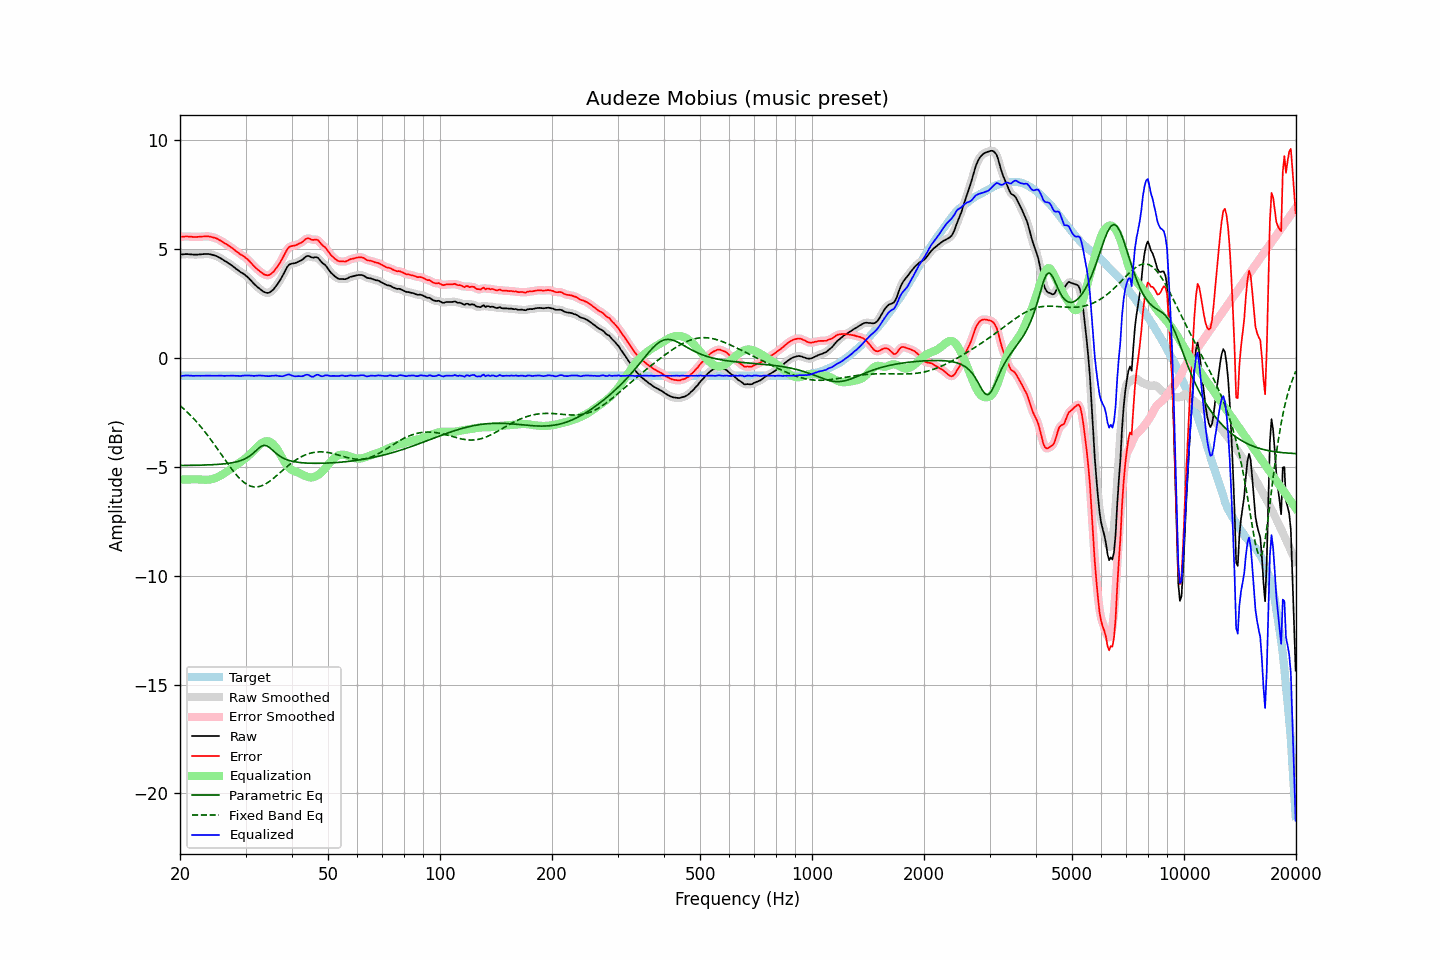 Audeze Mobius (music preset)
10
5
0
−5
−10
−15
−20
Amplitude (dBr)
Target
Raw Smoothed
Error Smoothed
Raw
Error
Equalization
Parametric Eq
Fixed Band Eq
Equalized
20 50 100 200 500 1000 2000 5000 10000 20000
Frequency (Hz)